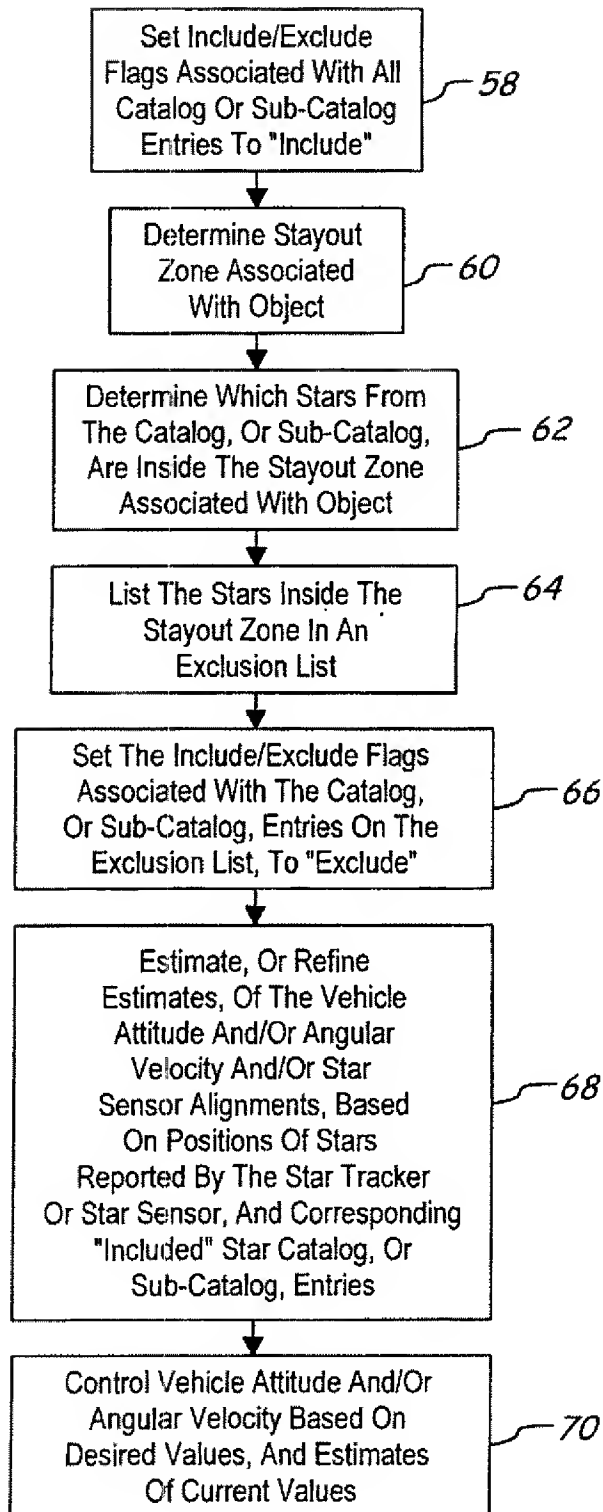 Set Include/Exclude
Flags Associated With All
Catalog Or Sub-Catalog
Entries To "Include"
58
Determine Stayout
Zone Associated
With Object
60
Determine Which Stars From
The Catalog, Or Sub-Catalog,
Are Inside The Stayout Zone
Associated With Object
62
List The Stars Inside The
Stayout Zone In An
Exclusion List
64
Set The Include/Exclude Flags
Associated With The Catalog,
Or Sub-Catalog, Entries On The
Exclusion List, To "Exclude"
66
Estimate, Or Refine
Estimates, Of The Vehicle
Attitude And/Or Angular
Velocity And/Or Star
Sensor Alignments, Based
On Positions Of Stars
Reported By The Star Tracker
Or Star Sensor, And Corresponding
"Included" Star Catalog, Or
Sub-Catalog, Entries
68
Control Vehicle Attitude And/Or
Angular Velocity Based On
Desired Values, And Estimates
Of Current Values
70